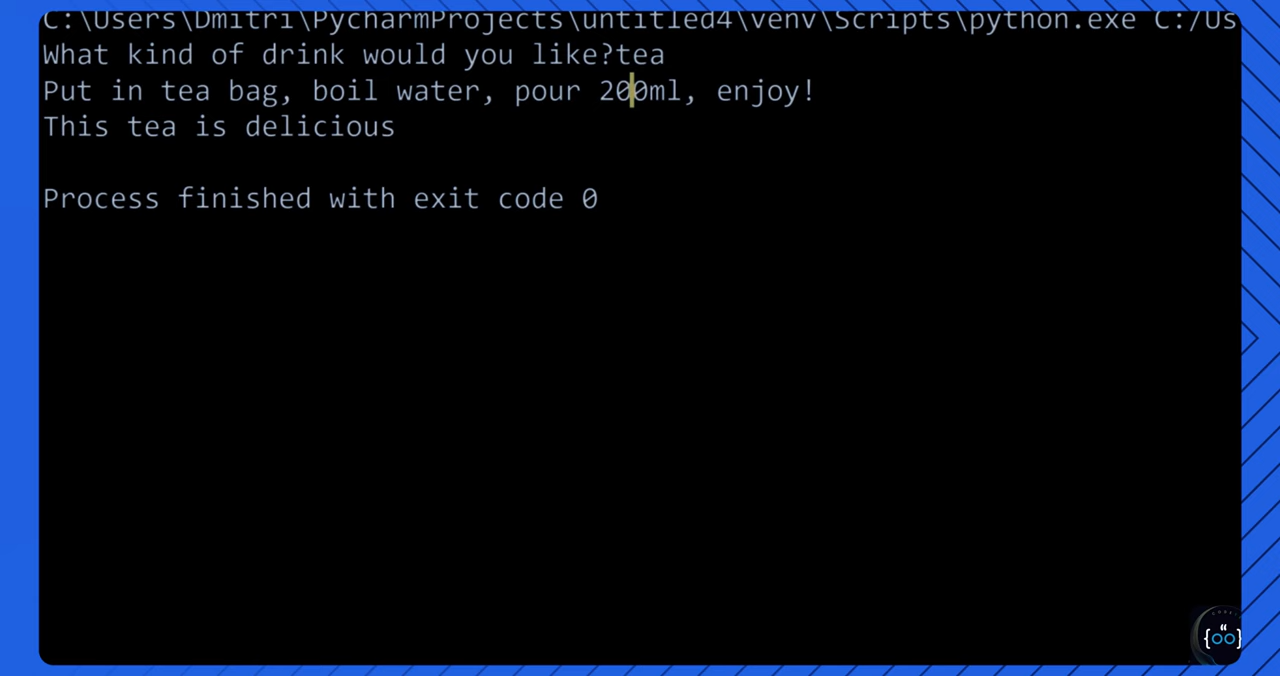 C:\Users\Dmitri\PycharmProjects\untitled4\venv\Scripts\python.exe C:/Us
What kind of drink would you like?tea
Put in tea bag, boil water, pour 200ml, enjoy!
This tea is delicious
Process finished with exit code 0